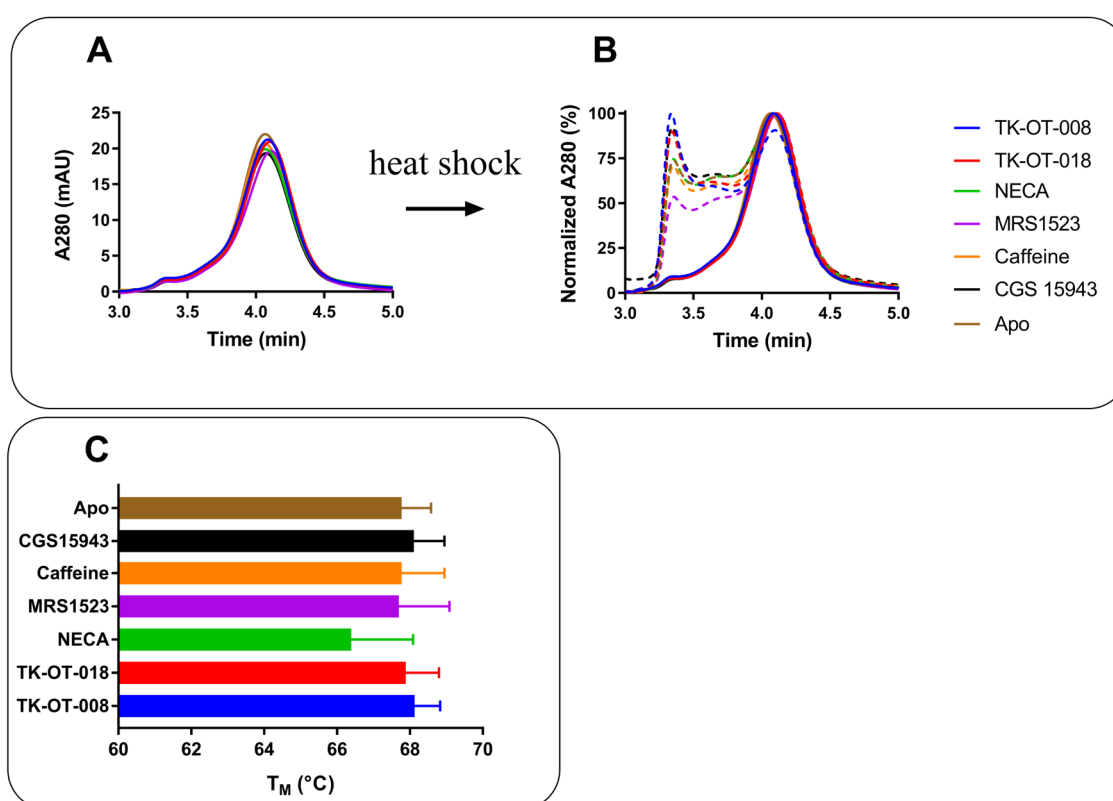 A
B
25
20
15
10
5
0
A280 (mAU)
3.0 3.5 4.0 4.5 5.0
Time (min)
heat shock
100
75
50
25
0
Normalized A280 (%)
3.0 3.5 4.0 4.5 5.0
Time (min)
TK-OT-008
TK-OT-018
NECA
MRS1523
Caffeine
CGS 15943
Apo
C
Apo
CGS15943
Caffeine
MRS1523
NECA
TK-OT-018
TK-OT-008
60 62 64 66 68 70
TM (°C)